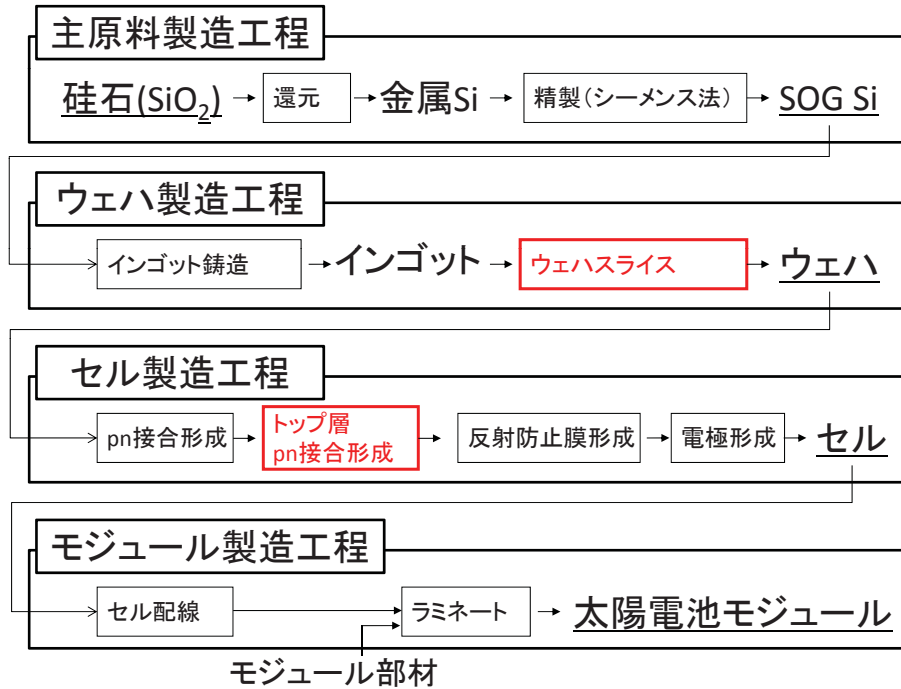 主原料製造工程
硅石(SiO₂) 還元 金属Si 精製(シーメンス法) SOG Si
ウェハ製造工程
インゴット鋳造 インゴット ウェハスライス ウェハ
セル製造工程
pn接合形成 トップ層 反射防止膜形成 電極形成 セル
pn接合形成
モジュール製造工程
セル配線 ラミネート 太陽電池モジュール
モジュール部材